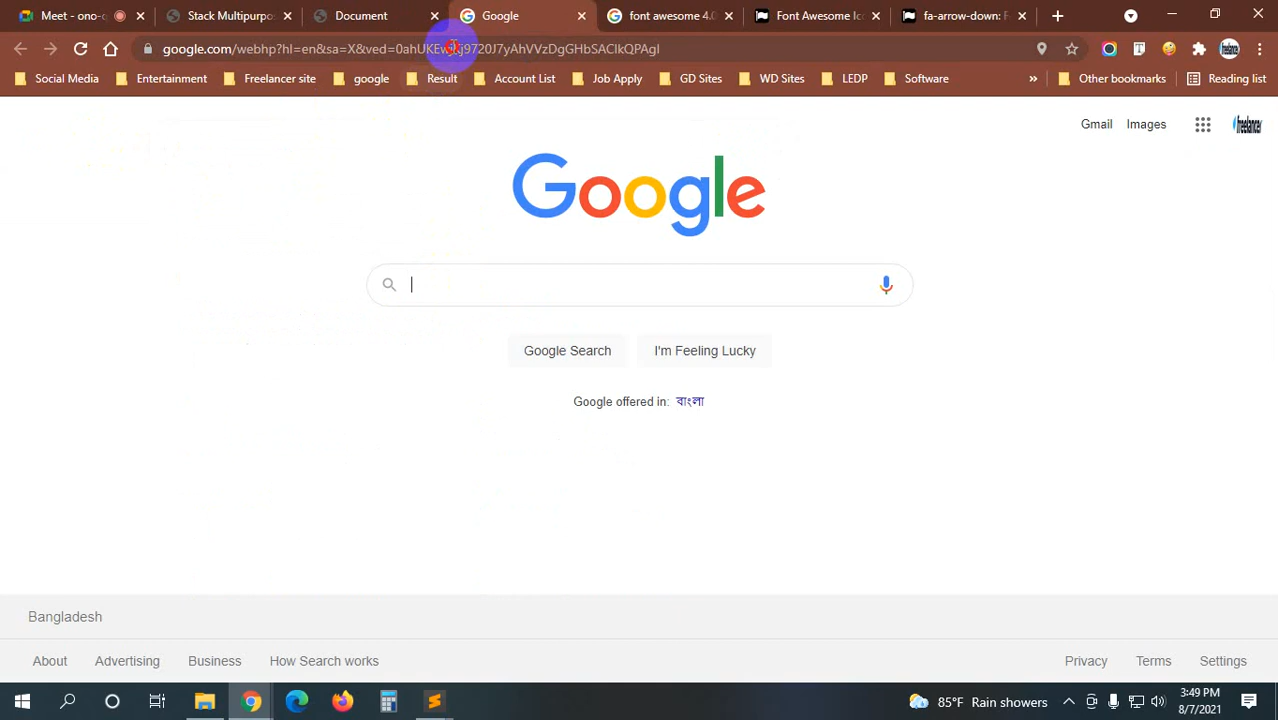 Meet - ono-q
Stack Multipurpo
Document
Google
font awesome 4.0
Font Awesome Ico
fa-arrow-down: F
google.com/webhp?hl=en&sa=X&ved=
Social Media
Entertainment
Freelancer site
google
Result
Account List
Job Apply
GD Sites
WD Sites
LEDP
Software
»
Other bookmarks
Reading list
Gmail
Images
freelancer
Google
Google Search
I'm Feeling Lucky
Google offered in: বাংলা
Bangladesh
About
Advertising
Business
How Search works
Privacy
Terms
Settings
85°F Rain showers
3:49 PM
8/7/2021